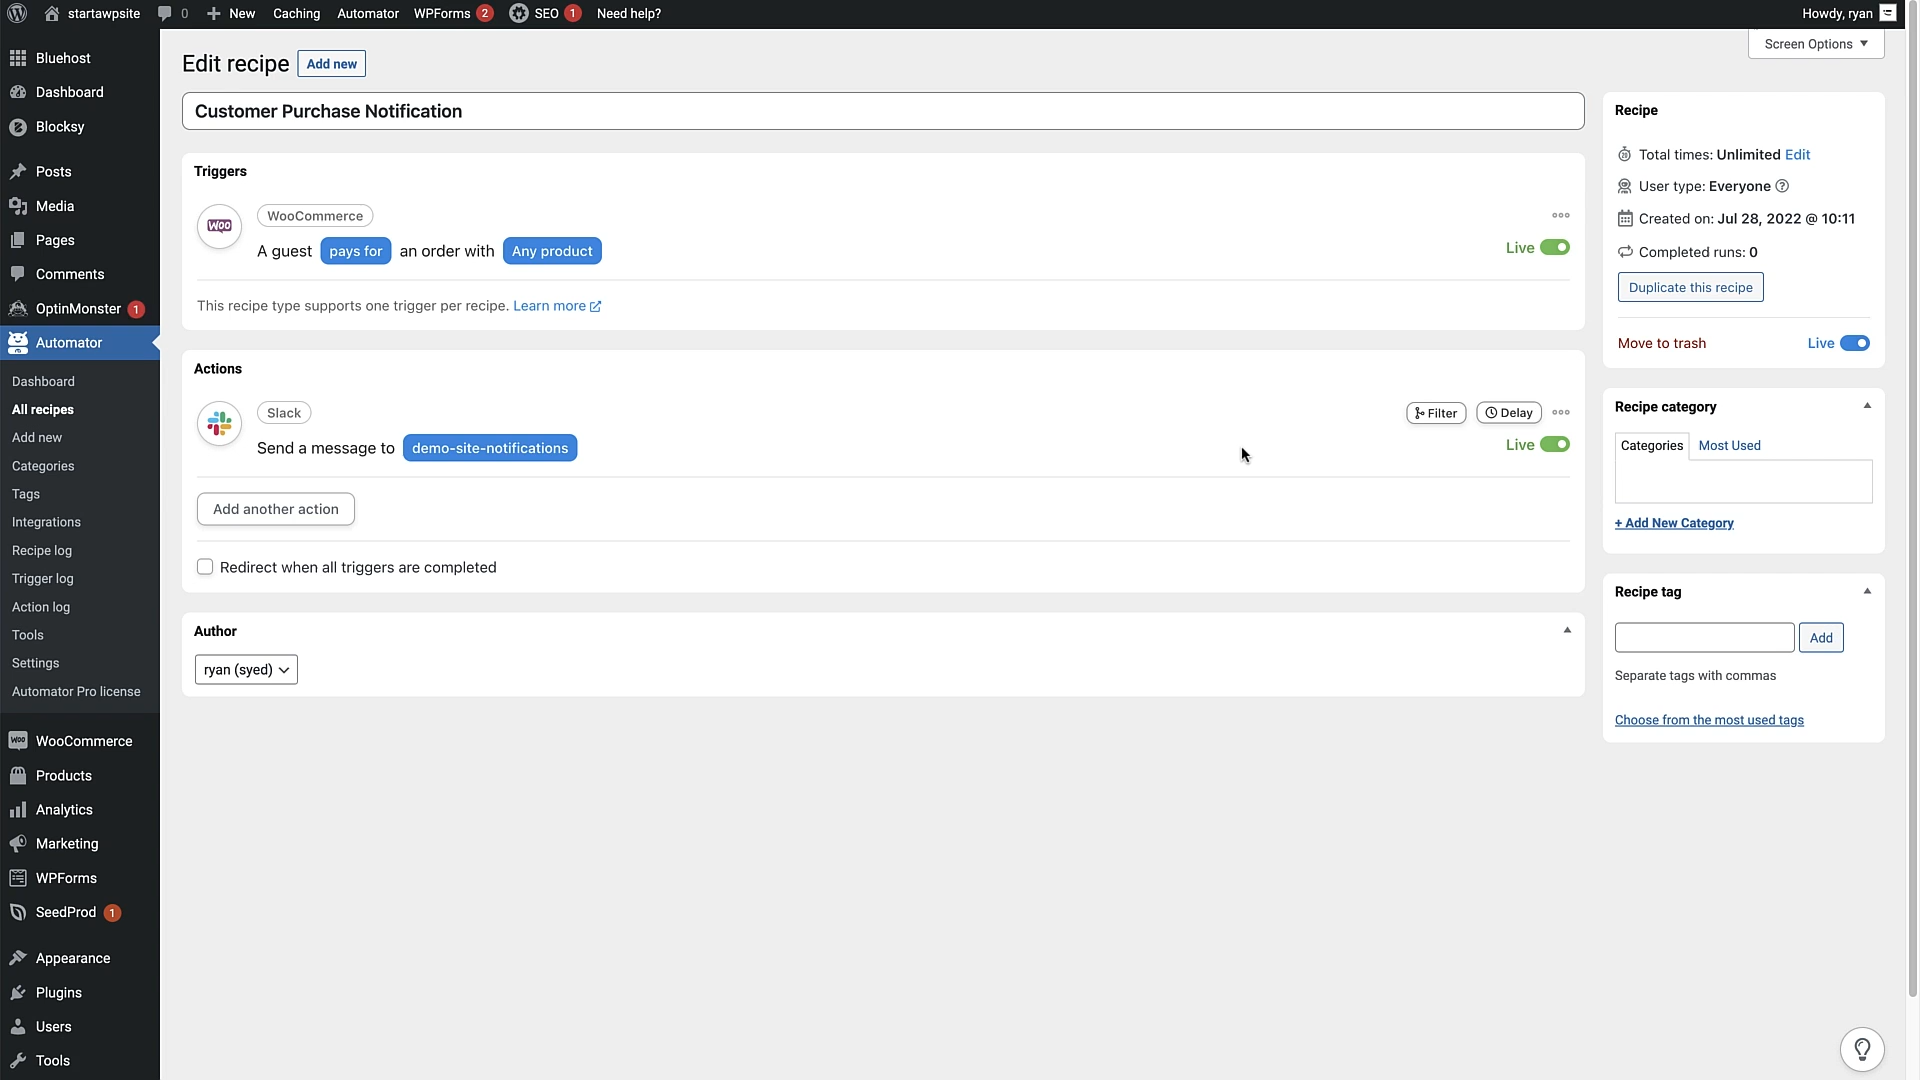 startawpsite 0 New Caching Automator WPForms 2 SEO 1 Need help? Howdy, ryan
Screen Options
Bluehost
Dashboard
Blocksy
Posts
Media
Pages
Comments
OptinMonster 1
Automator
Dashboard
All recipes
Add new
Categories
Tags
Integrations
Recipe log
Trigger log
Action log
Tools
Settings
Automator Pro license
WooCommerce
Products
Analytics
Marketing
WPForms
SeedProd 1
Appearance
Plugins
Users
Tools
Edit recipe Add new
Customer Purchase Notification
Triggers
WOO
WooCommerce
A guest pays for an order with Any product
Live
This recipe type supports one trigger per recipe. Learn more
Actions
Slack
Filter Delay
Send a message to demo-site-notifications
Live
Add another action
Redirect when all triggers are completed
Author
ryan (syed)
Recipe
Total times: Unlimited Edit
User type: Everyone ?
Created on: Jul 28, 2022 @ 10:11
Completed runs: 0
Duplicate this recipe
Move to trash Live
Recipe category
Categories Most Used
+ Add New Category
Recipe tag
Add
Separate tags with commas
Choose from the most used tags